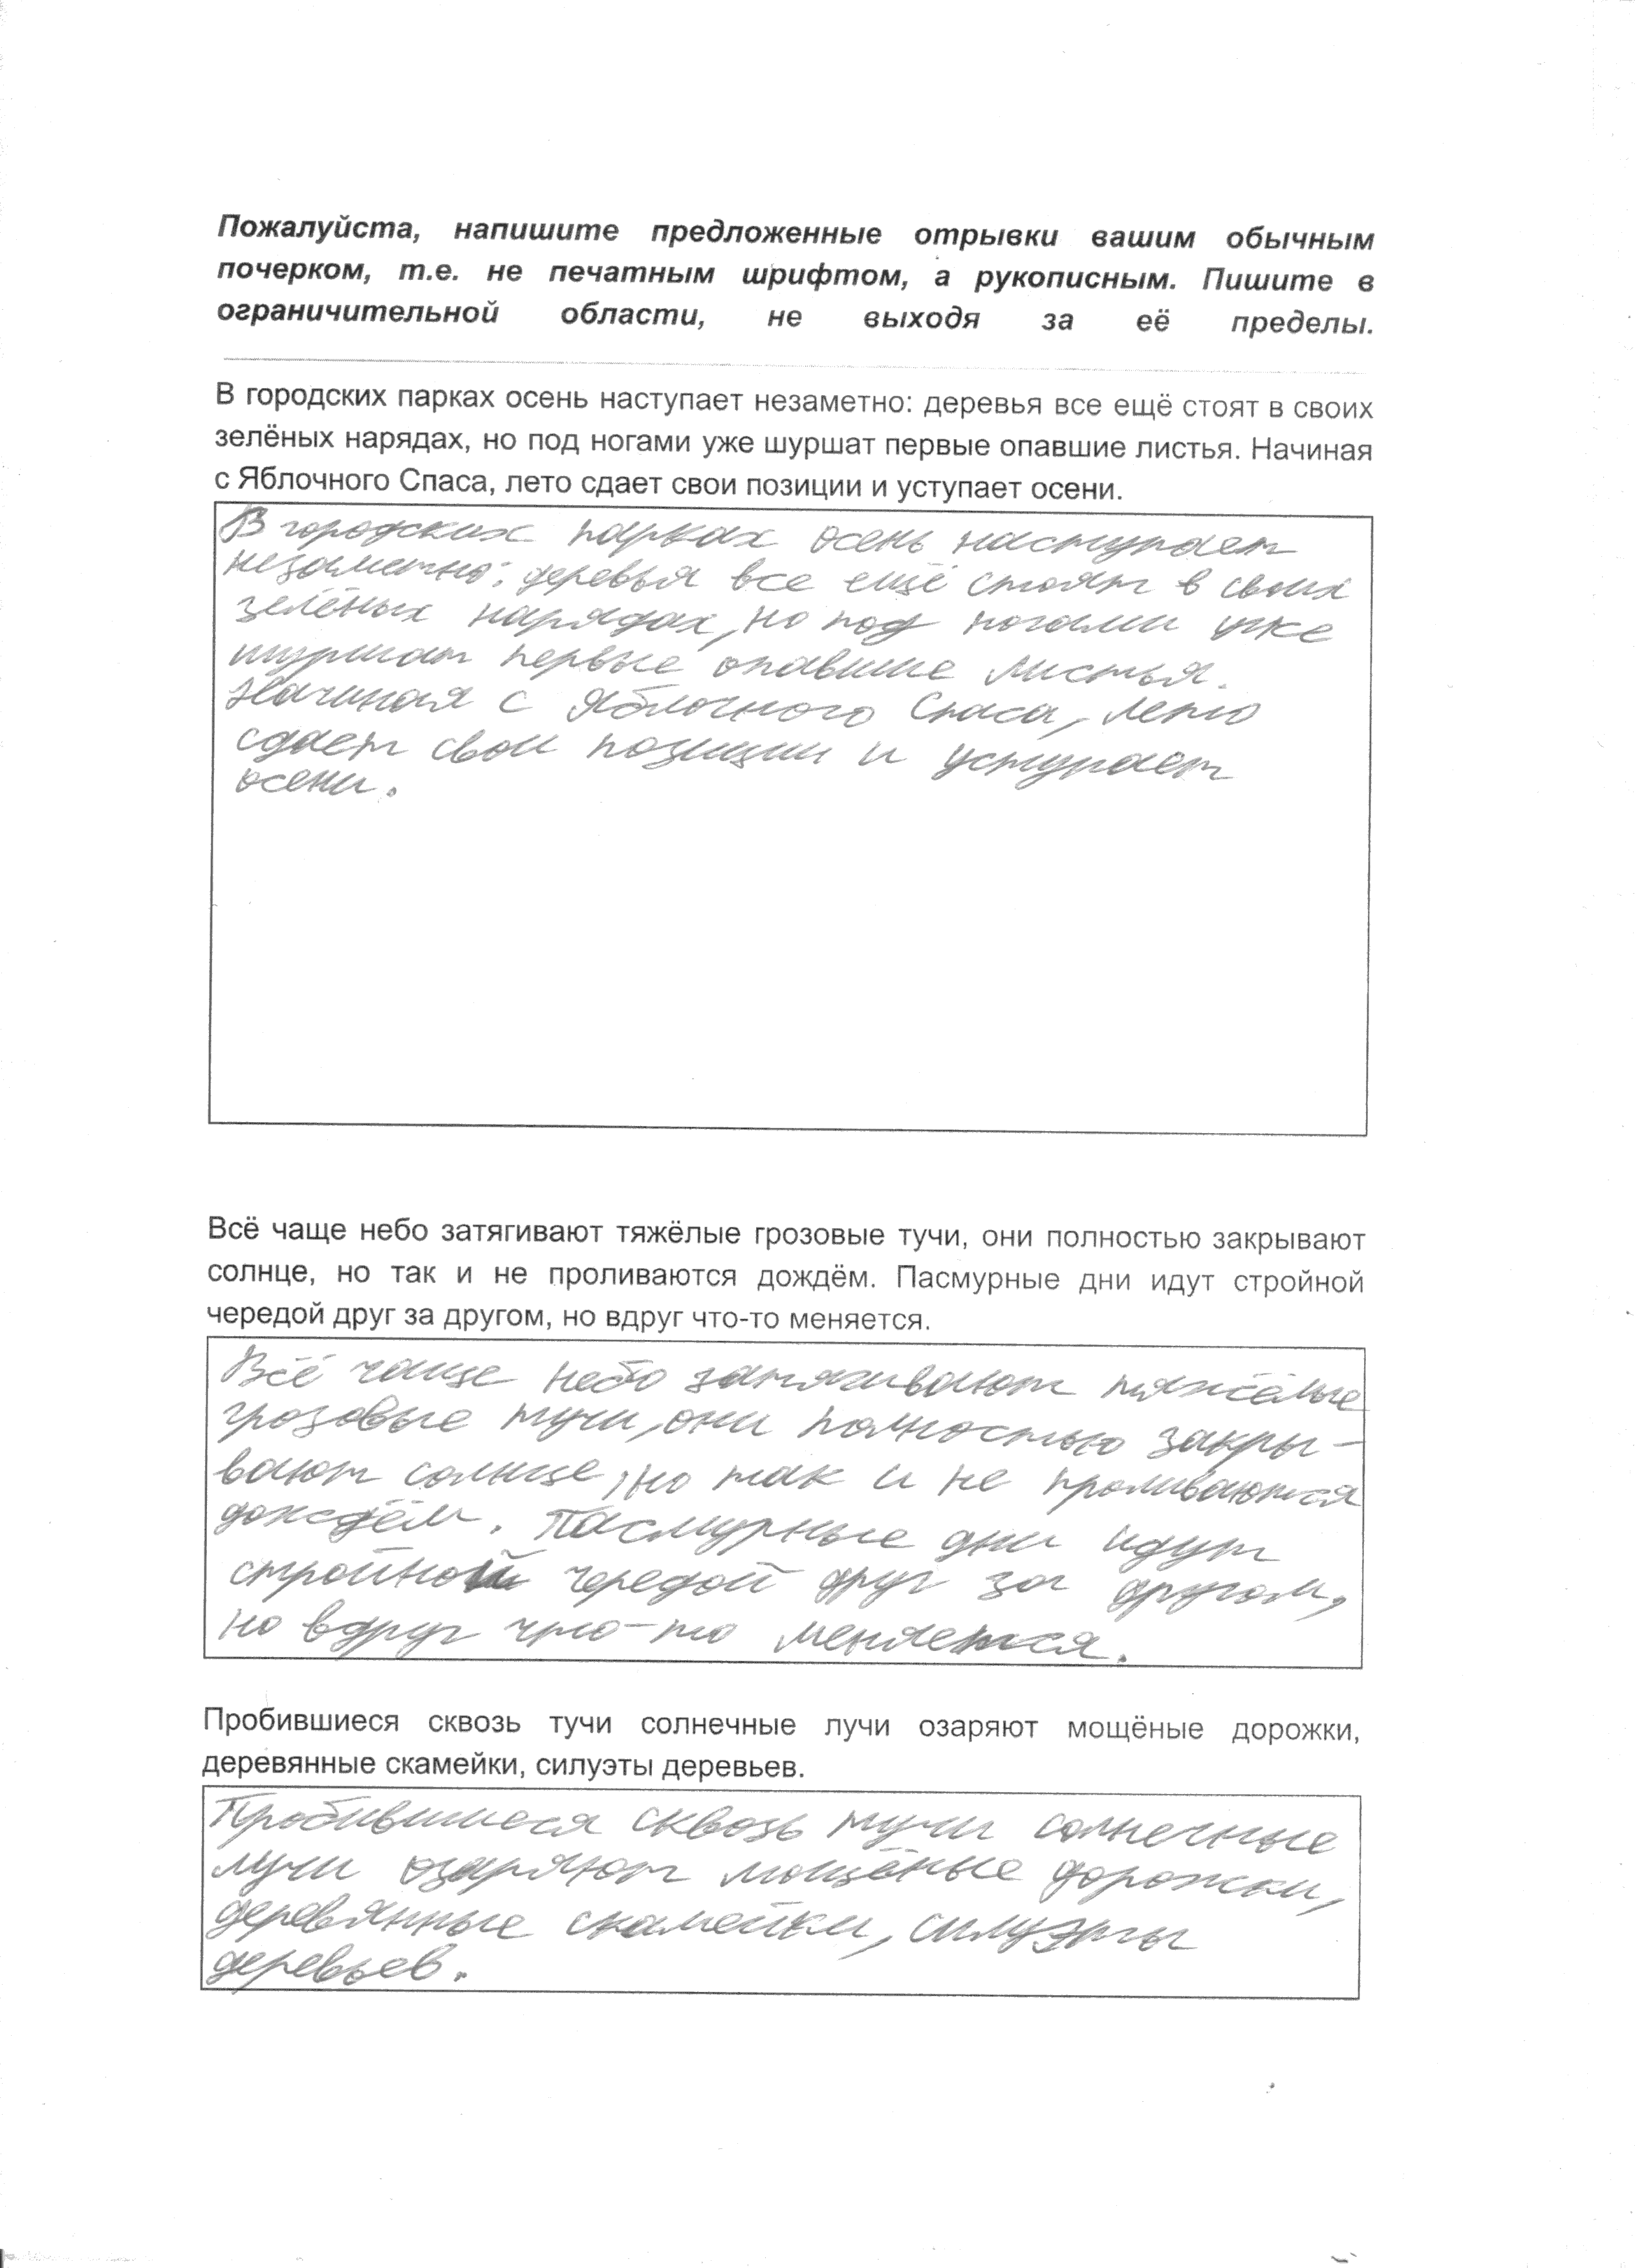 Пожалуйста, напишите предложенные отрывки вашим обычным
почерком, т.е. не печатным шрифтом, а рукописным. Пишите в
ограничительной области, не выходя за её пределы.
В городских парках осень наступает незаметно: деревья все ещё стоят в своих
зелёных нарядах, но под ногами уже шуршат первые опавшие листья. Начиная
с Яблочного Спаса, лето сдает свои позиции и уступает осени.
В городских парках осень наступает
незаметно: деревья все ещё стоят в своих
зелёных нарядах, но под ногами уже
шуршат первые опавшие листья.
Начиная с Яблочного Спаса, лето
сдает свои позиции и уступает
осени.
Всё чаще небо затягивают тяжёлые грозовые тучи, они полностью закрывают
солнце, но так и не проливаются дождём. Пасмурные дни идут стройной
чередой друг за другом, но вдруг что-то меняется.
Всё чаще небо затягивают тяжёлые
грозовые тучи, они полностью закры-
вают солнце, но так и не проливаются
дождём. Пасмурные дни идут
стройной чередой друг за другом,
но вдруг что-то меняется.
Пробившиеся сквозь тучи солнечные лучи озаряют мощёные дорожки,
деревянные скамейки, силуэты деревьев.
Пробившиеся сквозь тучи солнечные
лучи озаряют мощёные дорожки,
деревянные скамейки, силуэты
деревьев.